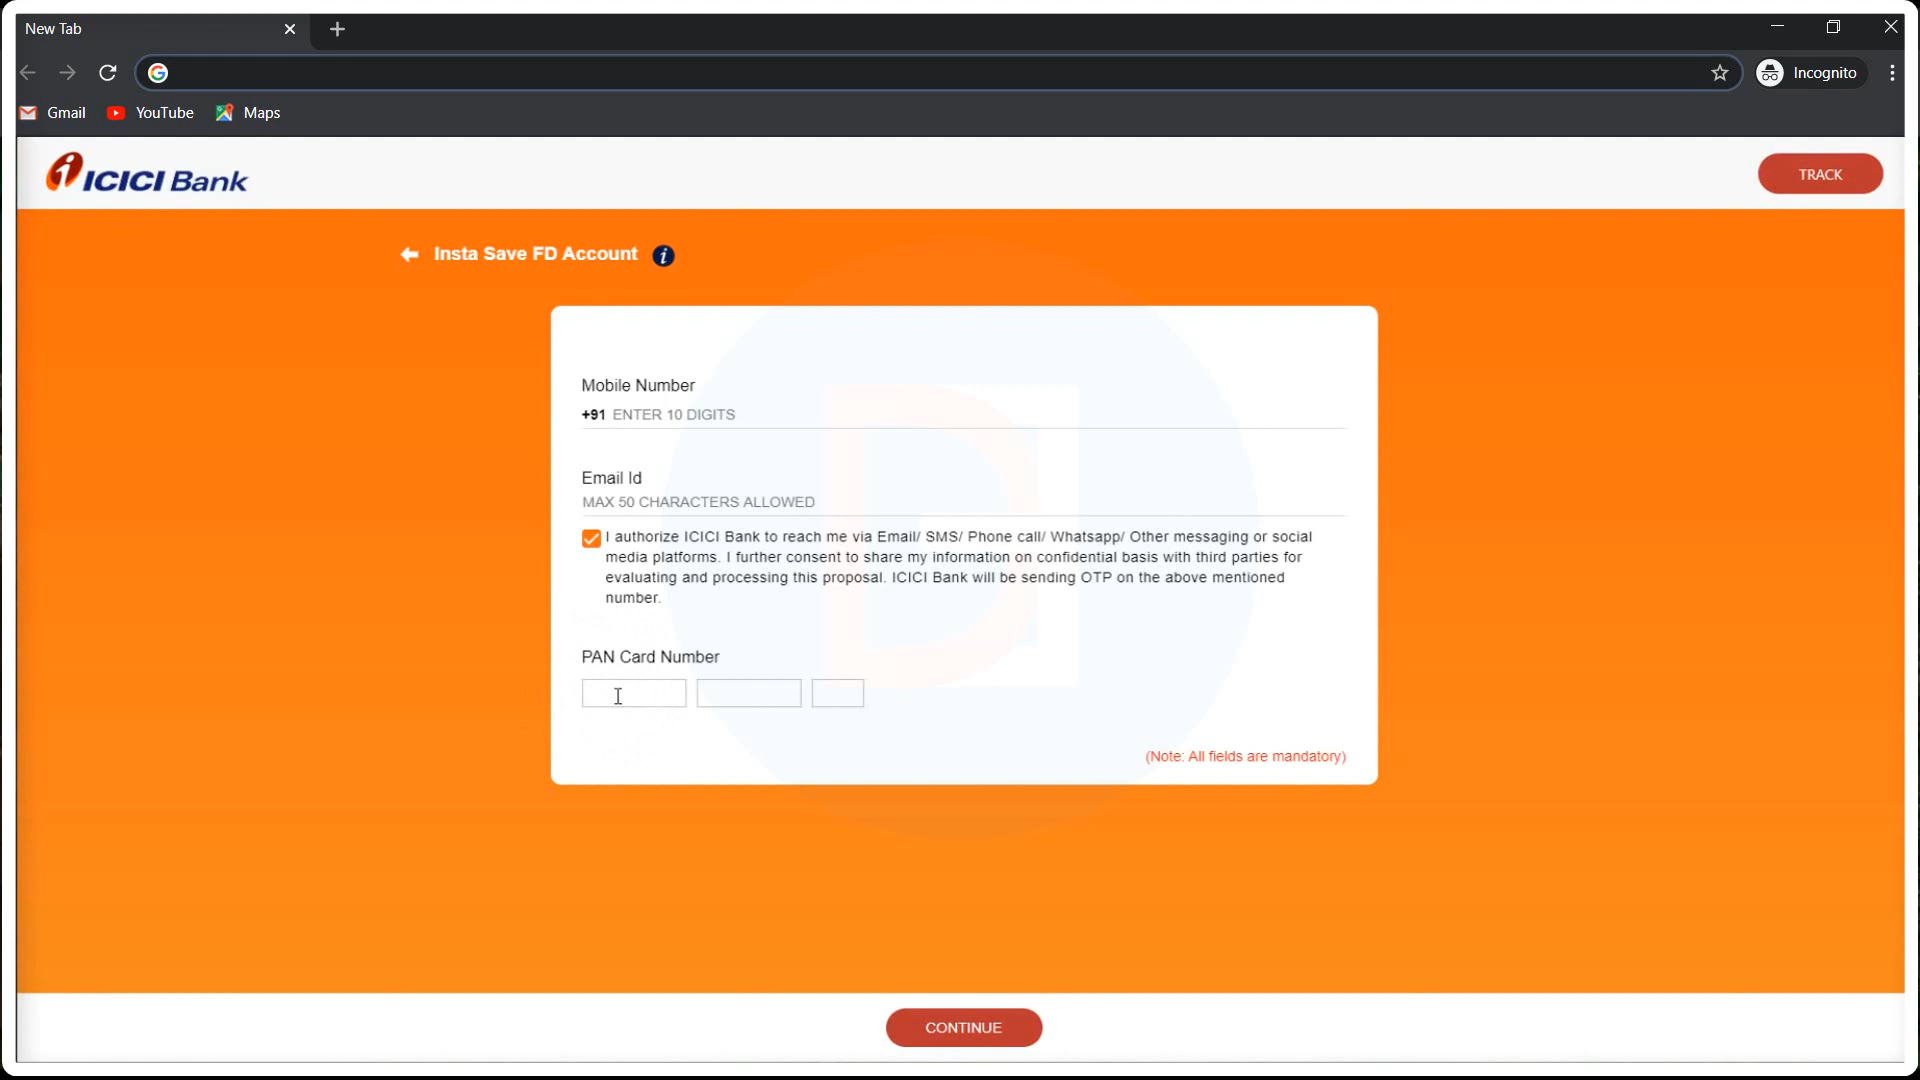 New Tab
Incognito
Gmail YouTube Maps
ICICI Bank
TRACK
Insta Save FD Account i
Mobile Number
+91 ENTER 10 DIGITS
Email Id
MAX 50 CHARACTERS ALLOWED
I authorize ICICI Bank to reach me via Email/ SMS/ Phone call/ Whatsapp/ Other messaging or social
media platforms. I further consent to share my information on confidential basis with third parties for
evaluating and processing this proposal. ICICI Bank will be sending OTP on the above mentioned
number.
PAN Card Number
(Note: All fields are mandatory)
CONTINUE